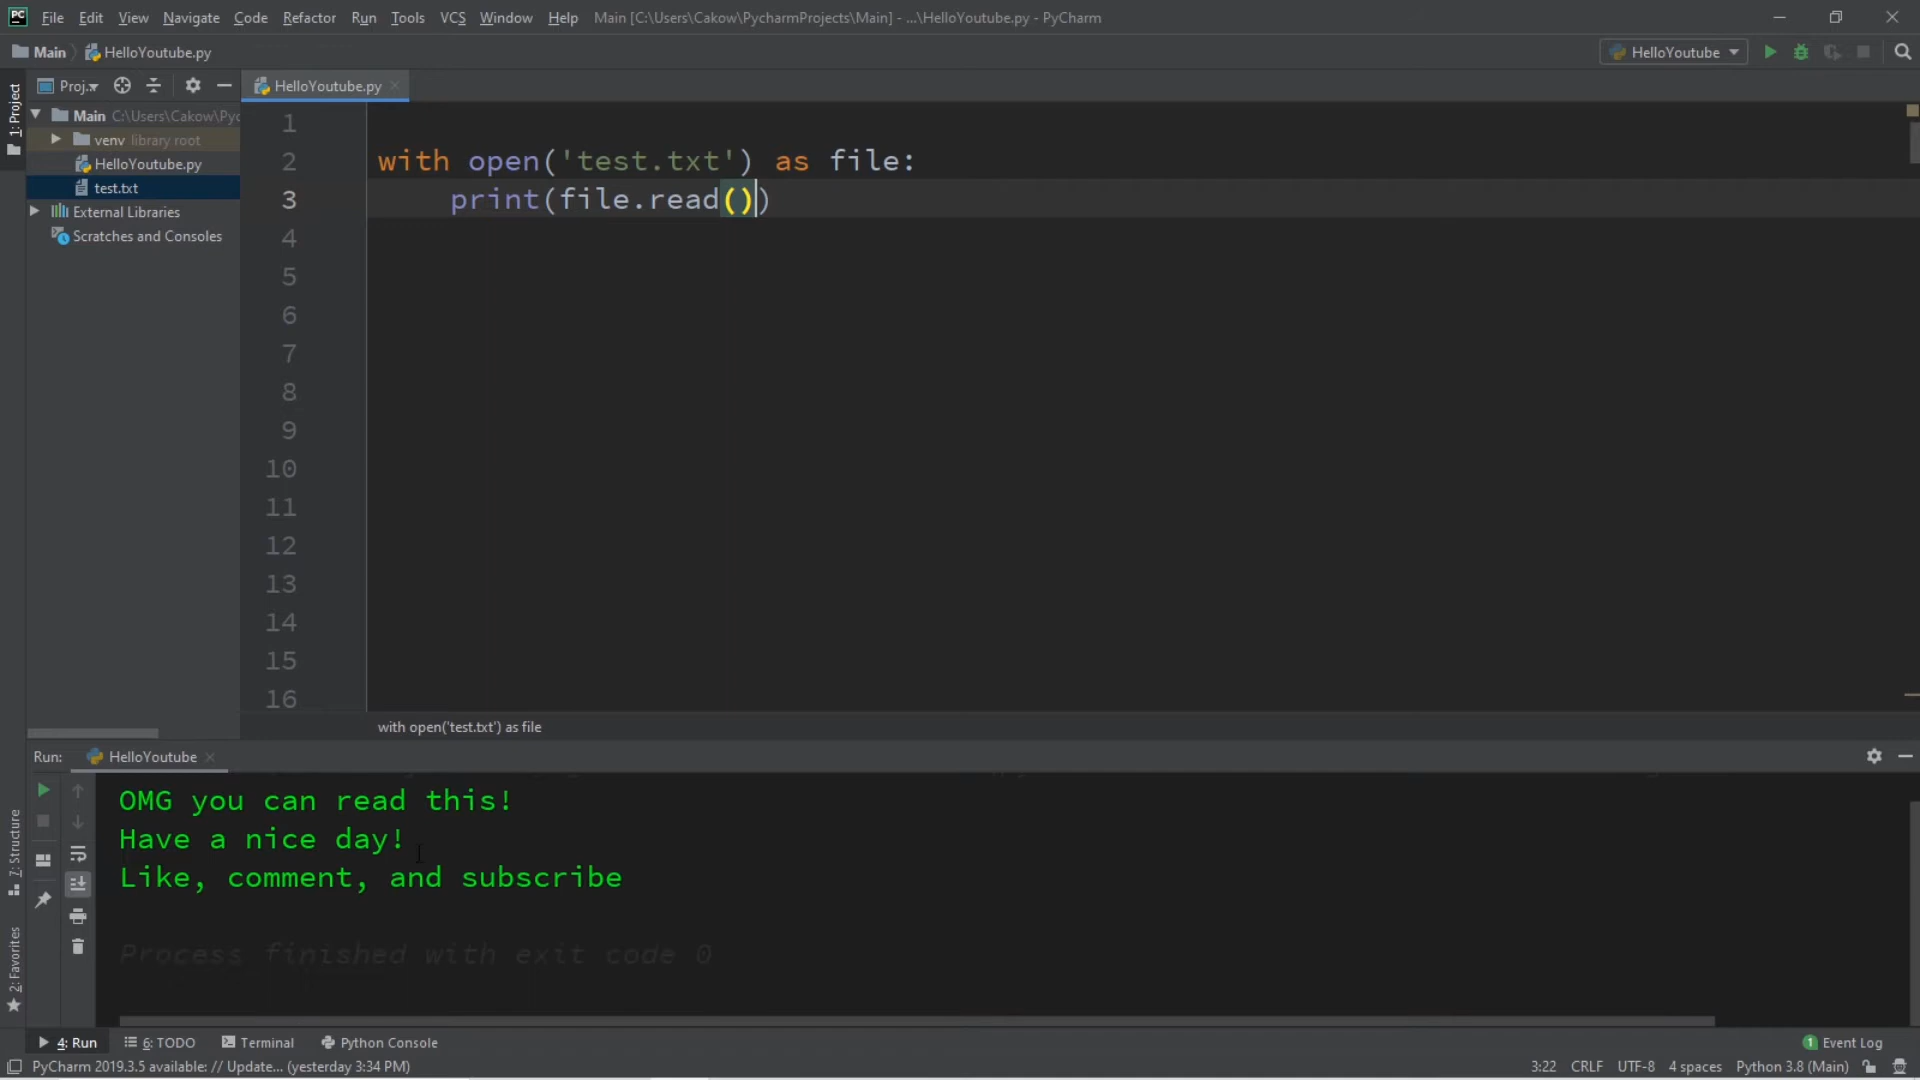 PC File Edit View Navigate Code Refactor Run Tools VCS Window Help Main [C:\Users\Cakow\PycharmProjects\Main] - ...\HelloYoutube.py - PyCharm
Main HelloYoutube.py HelloYoutube
Proj... HelloYoutube.py
1: Project
Main C:\Users\Cakow\Pyc
venv library root
HelloYoutube.py
test.txt
External Libraries
Scratches and Consoles
1
2 with open('test.txt') as file:
3 print(file.read())
4
5
6
7
8
9
10
11
12
13
14
15
16
with open('test.txt') as file
Run: HelloYoutube
OMG you can read this!
Have a nice day!
Like, comment, and subscribe
Process finished with exit code 0
7: Structure
2: Favorites
4: Run 6: TODO Terminal Python Console 1 Event Log
PyCharm 2019.3.5 available: // Update... (yesterday 3:34 PM) 3:22 CRLF UTF-8 4 spaces Python 3.8 (Main)